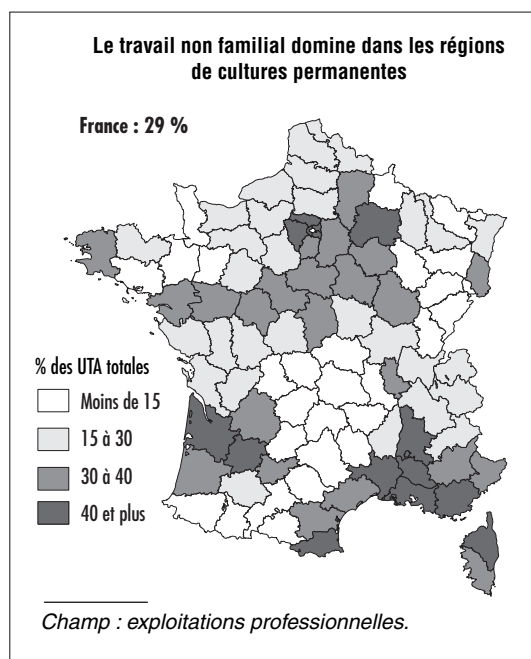 Le travail non familial domine dans les régions
de cultures permanentes
France : 29 %
% des UTA totales
Moins de 15
15 à 30
30 à 40
40 et plus
Champ : exploitations professionnelles.